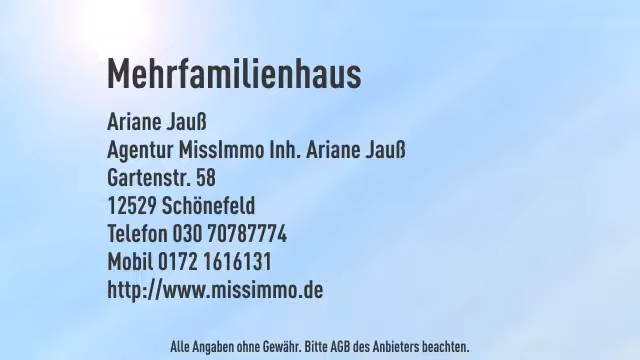 Mehrfamilienhaus
Ariane Jauß
Agentur MissImmo Inh. Ariane Jauß
Gartenstr. 58
12529 Schönefeld
Telefon 030 70787774
Mobil 0172 1616131
http://www.missimmo.de
Alle Angaben ohne Gewähr. Bitte AGB des Anbieters beachten.